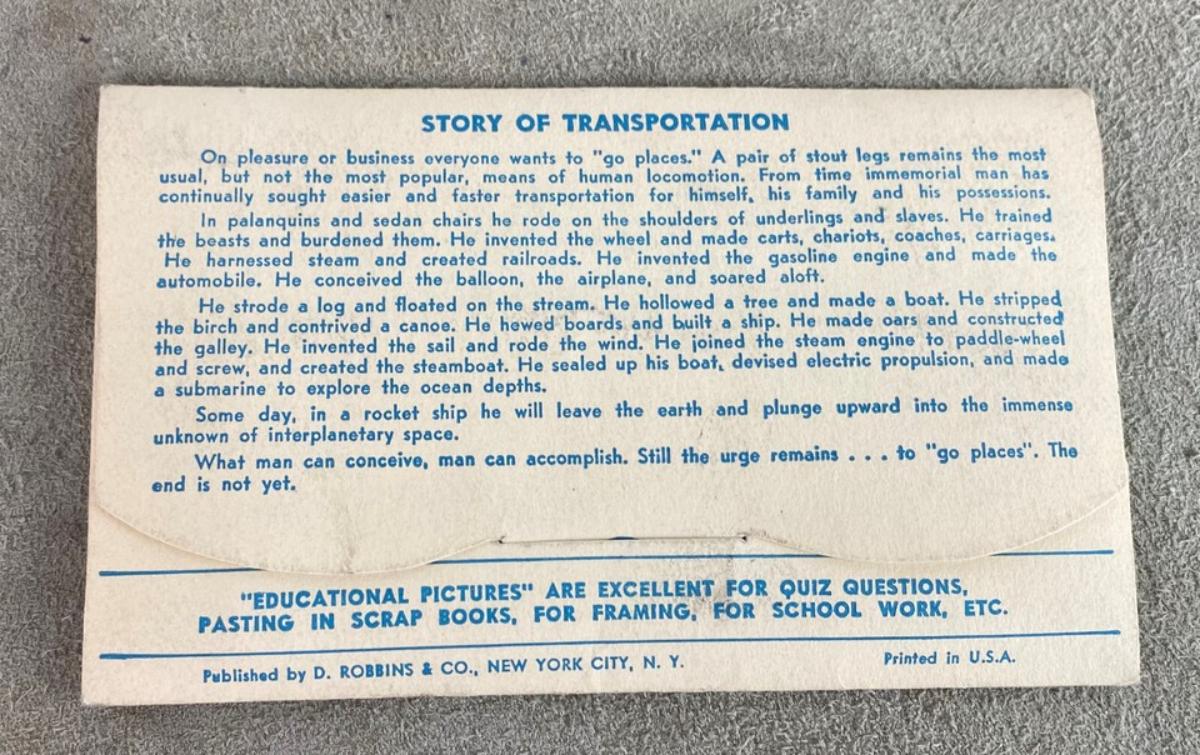 STORY OF TRANSPORTATION
On pleasure or business everyone wants to "go places." A pair of stout legs remains the most
usual, but not the most popular, means of human locomotion. From time immemorial man has
continually sought easier and faster transportation for himself, his family and his possessions.
In palanquins and sedan chairs he rode on the shoulders of underlings and slaves. He trained
the beasts and burdened them. He invented the wheel and made carts, chariots, coaches, carriages.
He harnessed steam and created railroads. He invented the gasoline engine and made the
automobile. He conceived the balloon, the airplane, and soared aloft.
He strode a log and floated on the stream. He hollowed a tree and made a boat. He stripped
the birch and contrived a canoe. He hewed boards and built a ship. He made oars and constructed
the galley. He invented the sail and rode the wind. He joined the steam engine to paddle-wheel
and screw, and created the steamboat. He sealed up his boat, devised electric propulsion, and made
a submarine to explore the ocean depths.
Some day, in a rocket ship he will leave the earth and plunge upward into the immense
unknown of interplanetary space.
What man can conceive, man can accomplish. Still the urge remains . . . to "go places". The
end is not yet.
"EDUCATIONAL PICTURES" ARE EXCELLENT FOR QUIZ QUESTIONS,
PASTING IN SCRAP BOOKS, FOR FRAMING, FOR SCHOOL WORK, ETC.
Published by D. ROBBINS & CO., NEW YORK CITY, N. Y. Printed in U.S.A.